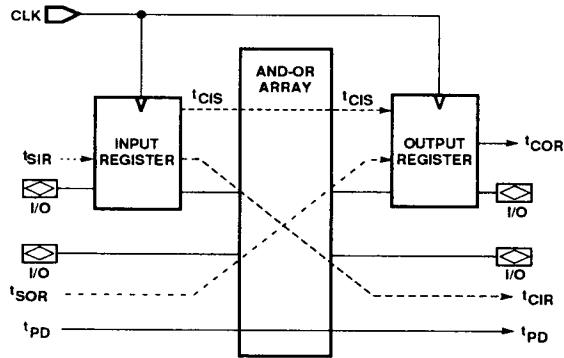 CLK
AND-OR
ARRAY
tCIS
tCIS
INPUT
REGISTER
OUTPUT
REGISTER
tSIR
tCOR
I/O
I/O
I/O
I/O
tSOR
tCIR
tPD
tPD